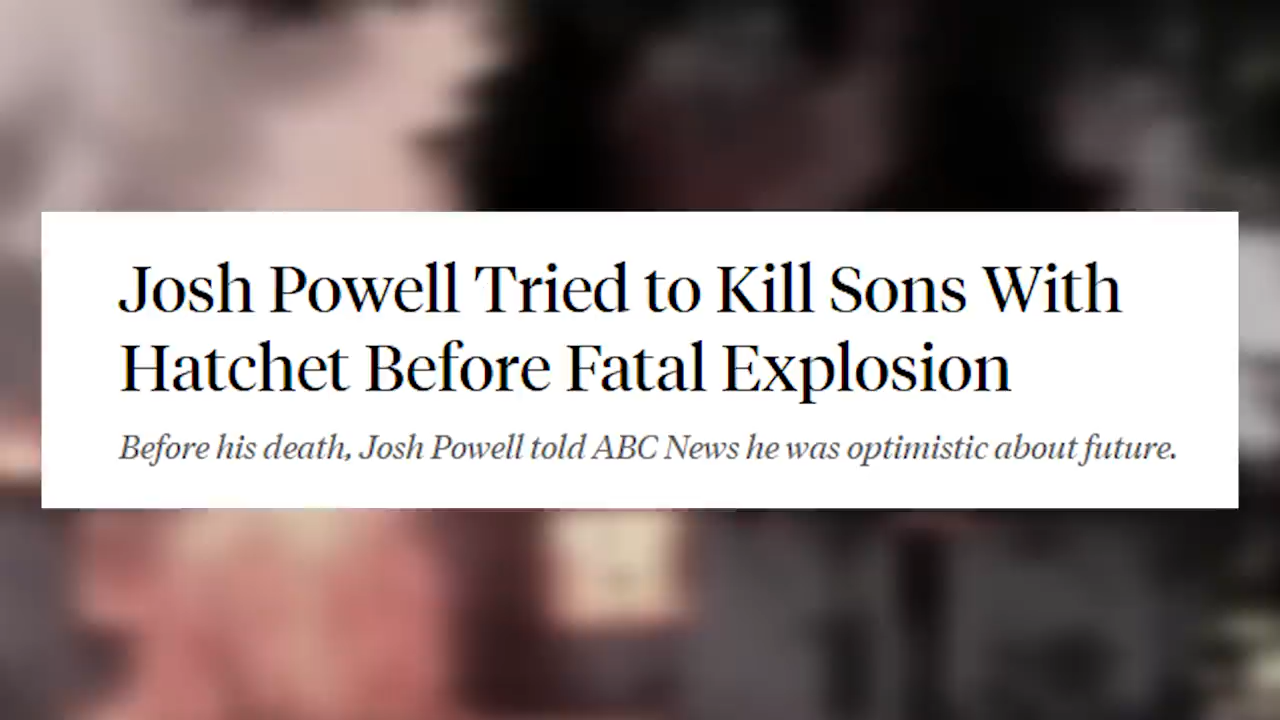 Josh Powell Tried to Kill Sons With
Hatchet Before Fatal Explosion
Before his death, Josh Powell told ABC News he was optimistic about future.